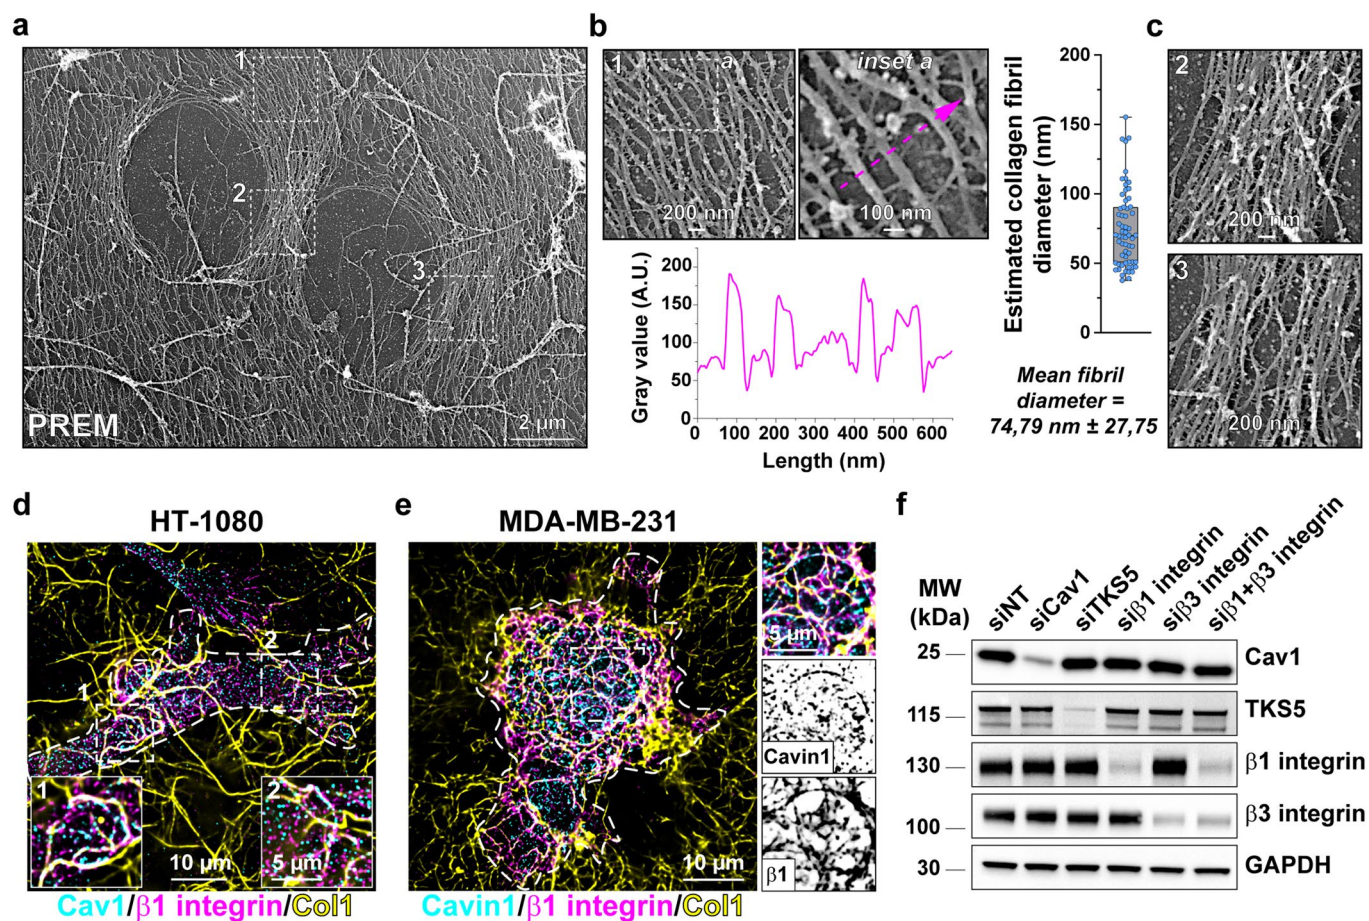 a
1
2
3
PREM
2 µm
b
1
a
200 nm
inset a
100 nm
Gray value (A.U.)
200
150
100
50
0
0 100 200 300 400 500 600
Length (nm)
Estimated collagen fibril
diameter (nm)
200
150
100
50
0
Mean fibril
diameter =
74,79 nm ± 27,75
c
2
200 nm
3
200 nm
d
HT-1080
1
2
1
2
10 µm
5 µm
Cav1/β1 integrin/Col1
e
MDA-MB-231
10 µm
5 µm
Cavin1
β1
Cavin1/β1 integrin/Col1
f
MW
(kDa)
siNT
siCav1
siTKS5
siβ1 integrin
siβ3 integrin
siβ1+β3 integrin
25
Cav1
115
TKS5
130
β1 integrin
100
β3 integrin
30
GAPDH